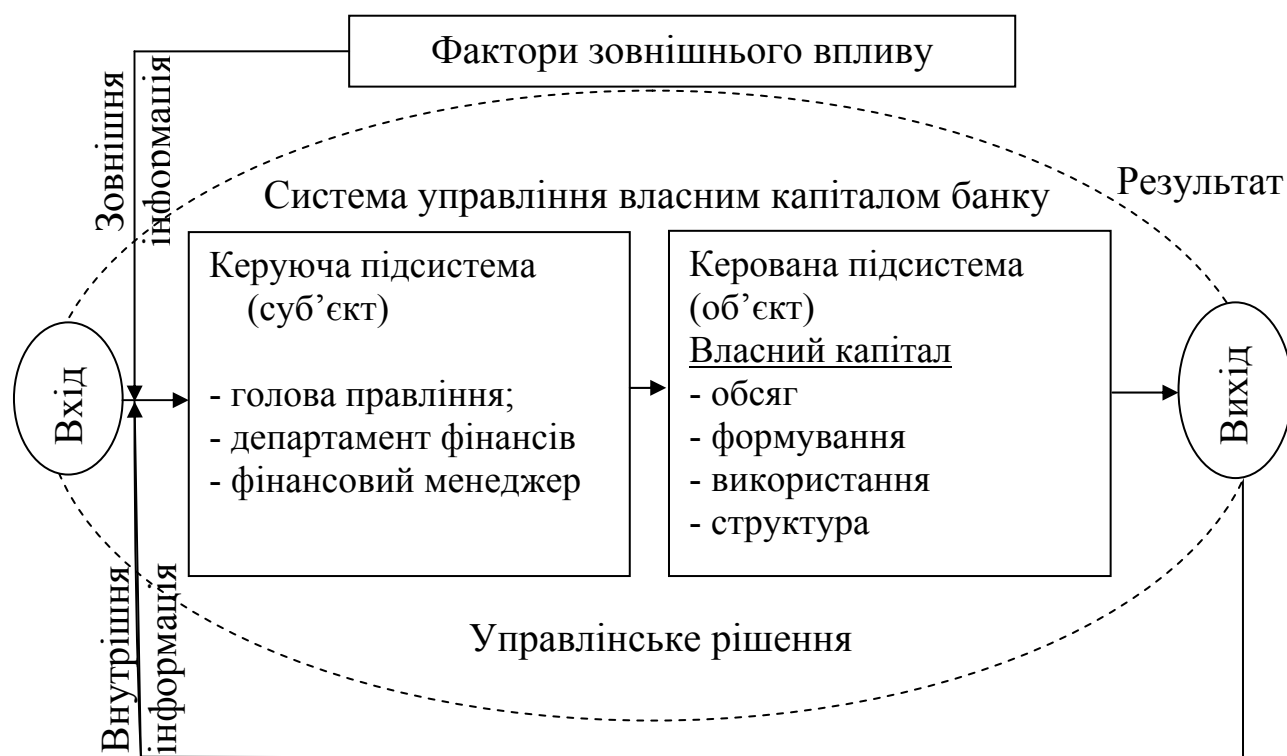 Фактори зовнішнього впливу
Зовнішня
інформація
Система управління власним капіталом банку
Результат
Керуюча підсистема
(суб’єкт)
- голова правління;
- департамент фінансів
- фінансовий менеджер
Керована підсистема
(об’єкт)
Власний капітал
- обсяг
- формування
- використання
- структура
Вхід
Вихід
Управлінське рішення
Внутрішня
інформація